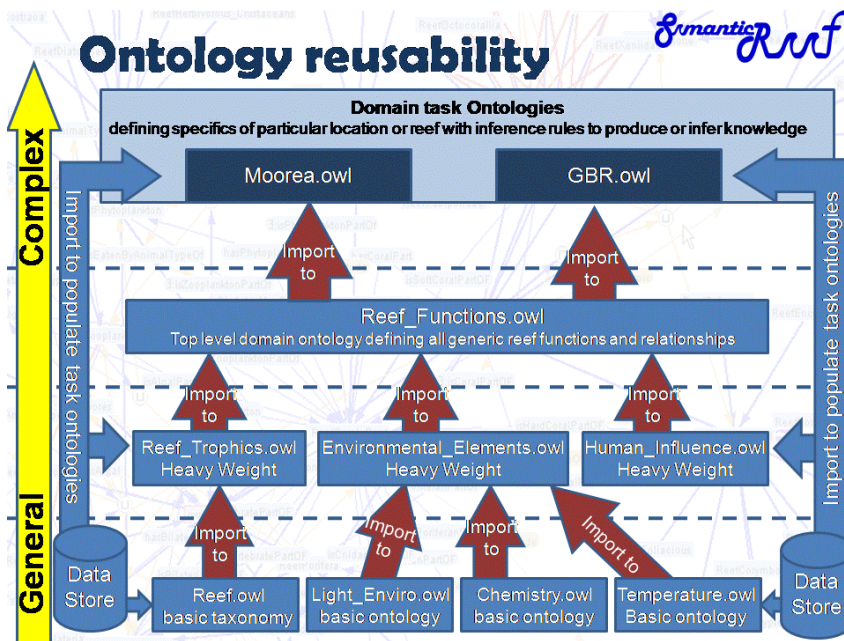 Ontology reusability
SemanticReef
Domain task Ontologies
defining specifics of particular location or reef with inference rules to produce or infer knowledge
Moorea.owl
GBR.owl
Complex
General
Import to populate task ontologies
Import to populate task ontologies
Import
to
Import
to
Reef_Functions.owl
Top level domain ontology defining all generic reef functions and relationships
Import
to
Import
to
Import
to
Reef_Trophics.owl
Heavy Weight
Environmental_Elements.owl
Heavy Weight
Human_Influence.owl
Heavy Weight
Import
to
Import
to
Import
to
Import to
Data
Store
Reef.owl
basic taxonomy
Light_Enviro.owl
basic ontology
Chemistry.owl
basic ontology
Temperature.owl
Basic ontology
Data
Store